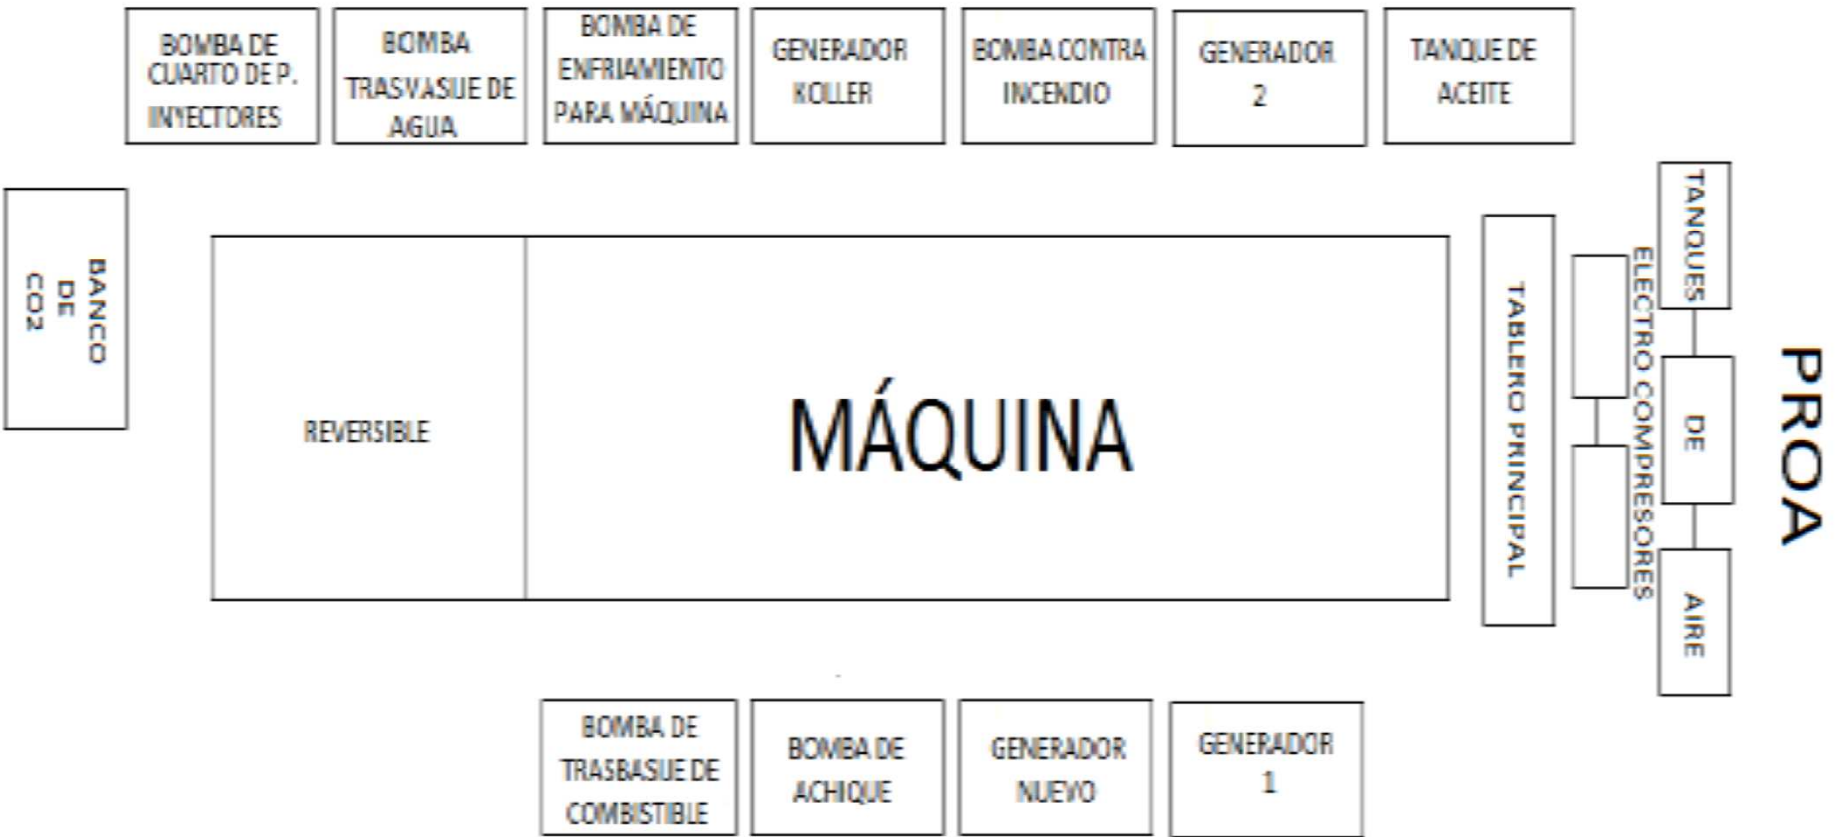 BOMBA DE
CUARTO DE P.
INYECTORES
BOMBA
TRASVASIJE DE
AGUA
BOMBA DE
ENFRIAMIENTO
PARA MÁQUINA
GENERADOR
KOLLER
BOMBA CONTRA
INCENDIO
GENERADOR
2
TANQUE DE
ACEITE
BANCO
DE
CO2
REVERSIBLE
MÁQUINA
TABLERO PRINCIPAL
ELECTRO COMPRESORES
TANQUES
DE
AIRE
PROA
BOMBA DE
TRASBASIJE DE
COMBISTIBLE
BOMBA DE
ACHIQUE
GENERADOR
NUEVO
GENERADOR
1